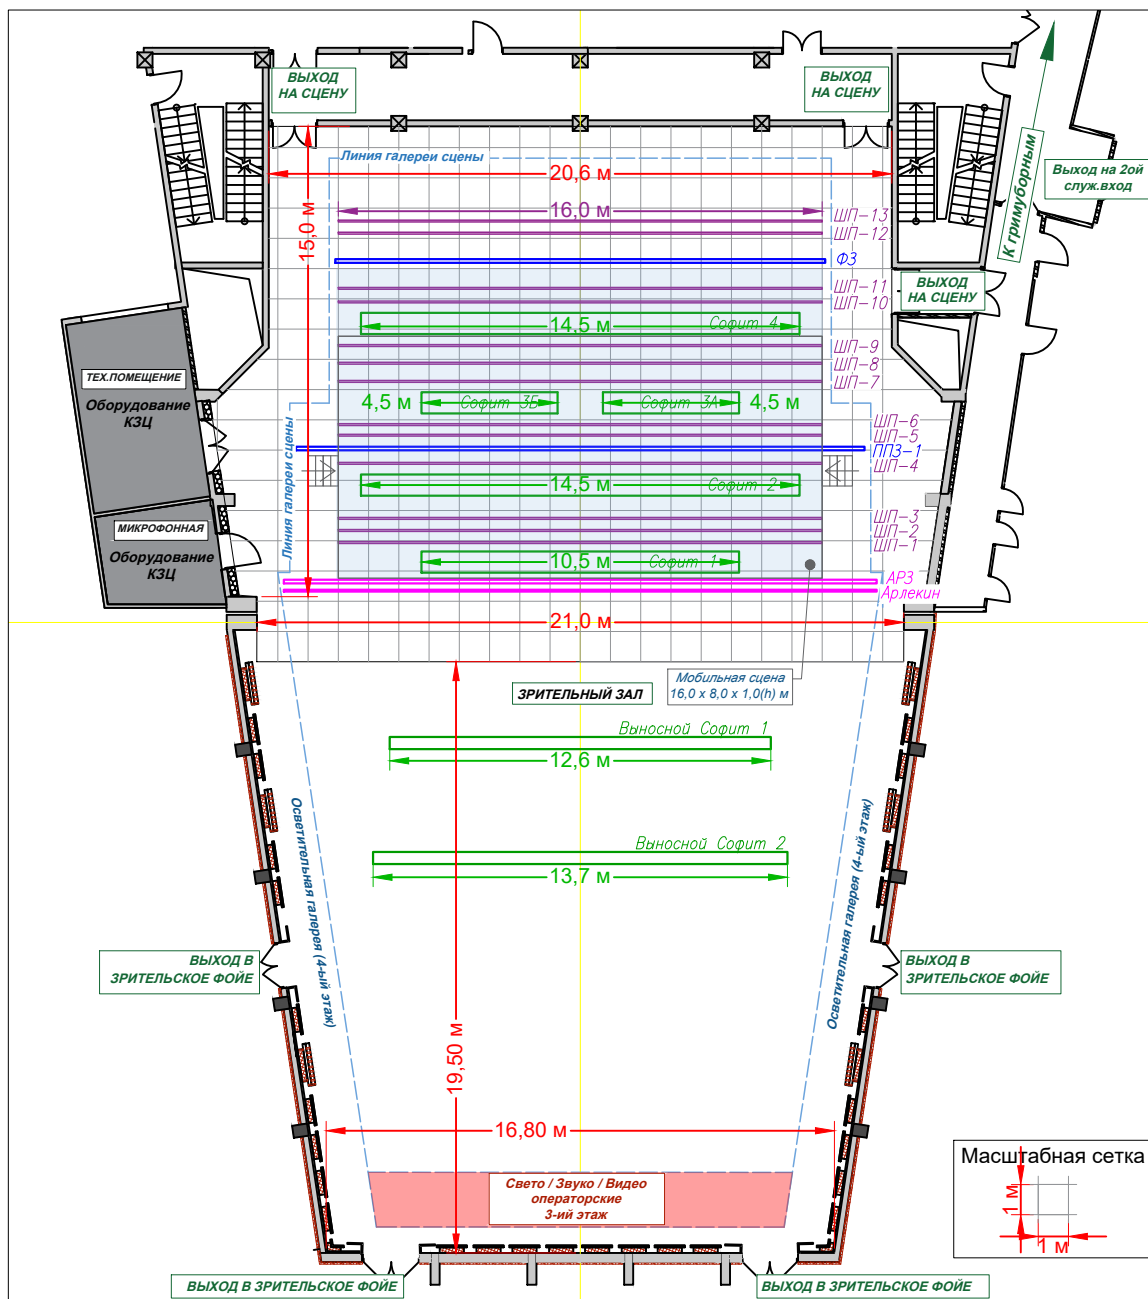 ВЫХОД
НА СЦЕНУ
ВЫХОД
НА СЦЕНУ
К гримуборным
Выход на 2ой
служ.вход
Линия галереи сцены
20,6 м
15,0 м
16,0 м
ШП-13
ШП-12
ФЗ
ВЫХОД
НА СЦЕНУ
ШП-11
ШП-10
14,5 м
Софит 4
ШП-9
ШП-8
ШП-7
ТЕХ.ПОМЕЩЕНИЕ
Оборудование
КЗЦ
4,5 м
Софит 3Б
Софит 3А
4,5 м
ШП-6
ШП-5
ППЗ-1
ШП-4
Линия галереи сцены
14,5 м
Софит 2
МИКРОФОННАЯ
Оборудование
КЗЦ
ШП-3
ШП-2
ШП-1
10,5 м
Софит 1
АРЗ
Арлекин
21,0 м
Мобильная сцена
16,0 х 8,0 х 1,0(h) м
ЗРИТЕЛЬНЫЙ ЗАЛ
Выносной Софит 1
12,6 м
Выносной Софит 2
13,7 м
Осветительная галерея (4-ый этаж)
Осветительная галерея (4-ый этаж)
ВЫХОД В
ЗРИТЕЛЬСКОЕ ФОЙЕ
ВЫХОД В
ЗРИТЕЛЬСКОЕ ФОЙЕ
19,50 м
16,80 м
Свето / Звуко / Видео
операторские
3-ий этаж
Масштабная сетка
1 м
1 м
ВЫХОД В ЗРИТЕЛЬСКОЕ ФОЙЕ
ВЫХОД В ЗРИТЕЛЬСКОЕ ФОЙЕ